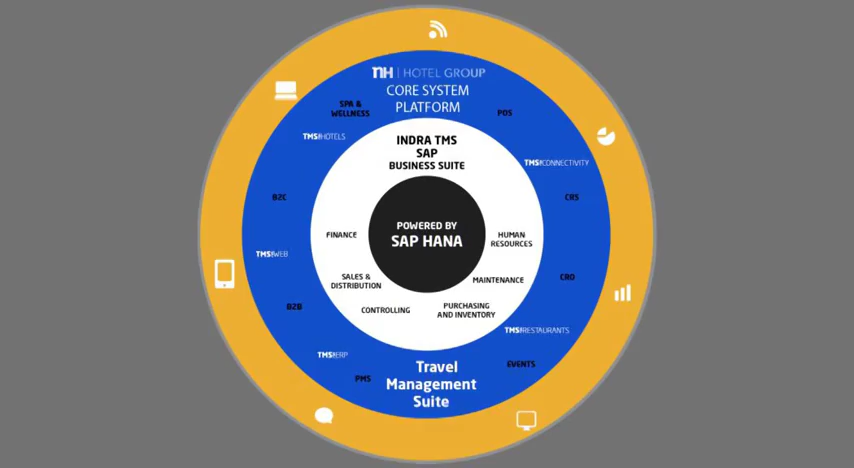 nH | HOTEL GROUP
CORE SYSTEM
PLATFORM
SPA &
WELLNESS
POS
TMS!HOTELS
TMS!CONNECTIVITY
B2C
CRS
TMS!WEB
CRO
B2B
TMS!RESTAURANTS
TMS!ERP
EVENTS
PMS
Travel
Management
Suite
INDRA TMS
SAP
BUSINESS SUITE
FINANCE
HUMAN
RESOURCES
SALES &
DISTRIBUTION
MAINTENANCE
CONTROLLING
PURCHASING
AND INVENTORY
POWERED BY
SAP HANA